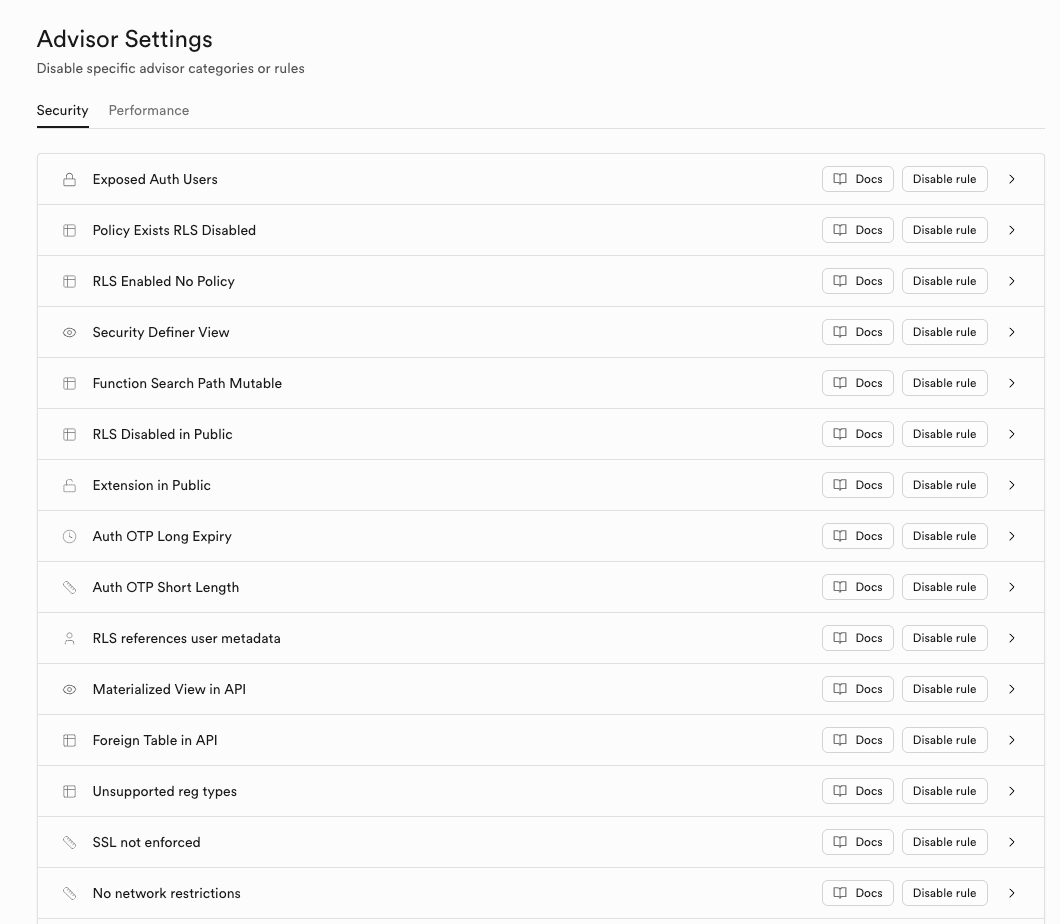 Advisor Settings
Disable specific advisor categories or rules
Security Performance
Exposed Auth Users Docs Disable rule
Policy Exists RLS Disabled Docs Disable rule
RLS Enabled No Policy Docs Disable rule
Security Definer View Docs Disable rule
Function Search Path Mutable Docs Disable rule
RLS Disabled in Public Docs Disable rule
Extension in Public Docs Disable rule
Auth OTP Long Expiry Docs Disable rule
Auth OTP Short Length Docs Disable rule
RLS references user metadata Docs Disable rule
Materialized View in API Docs Disable rule
Foreign Table in API Docs Disable rule
Unsupported reg types Docs Disable rule
SSL not enforced Docs Disable rule
No network restrictions Docs Disable rule